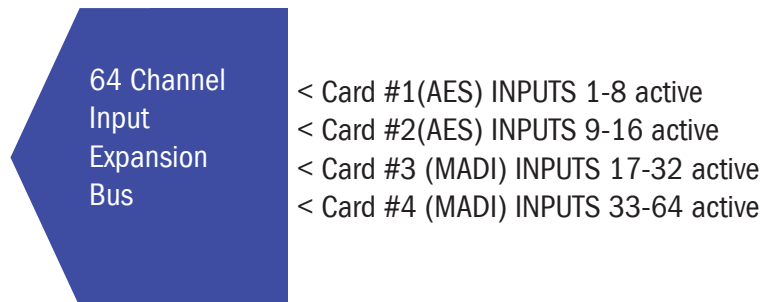 64 Channel
Input
Expansion
Bus
< Card #1(AES) INPUTS 1-8 active
< Card #2(AES) INPUTS 9-16 active
< Card #3 (MADI) INPUTS 17-32 active
< Card #4 (MADI) INPUTS 33-64 active